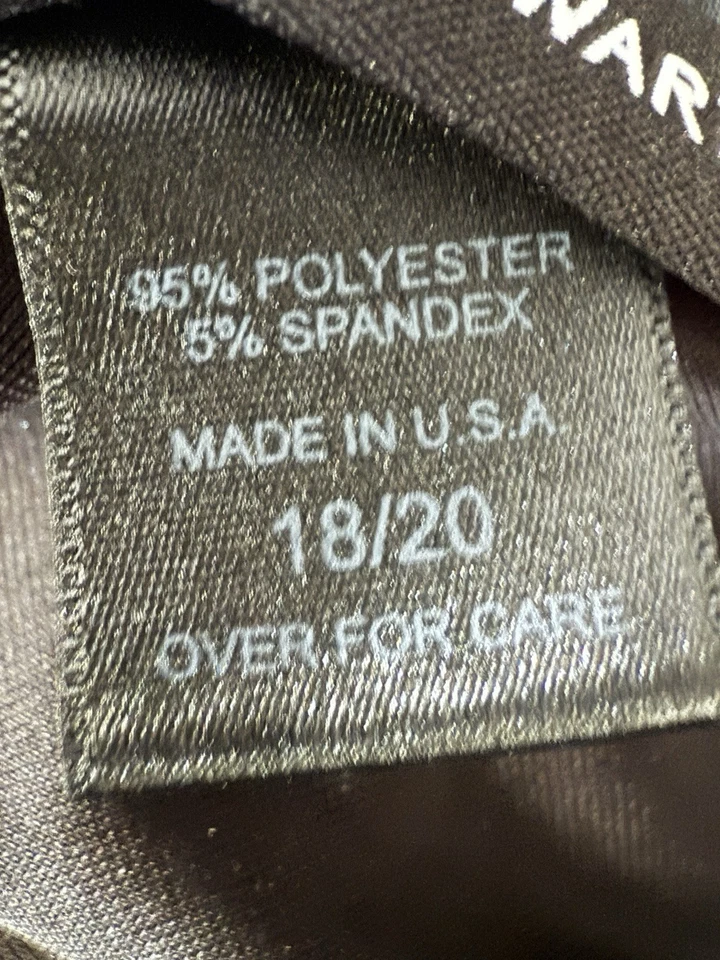 95% POLYESTER
5% SPANDEX
MADE IN U.S.A.
18/20
OVER FOR CARE